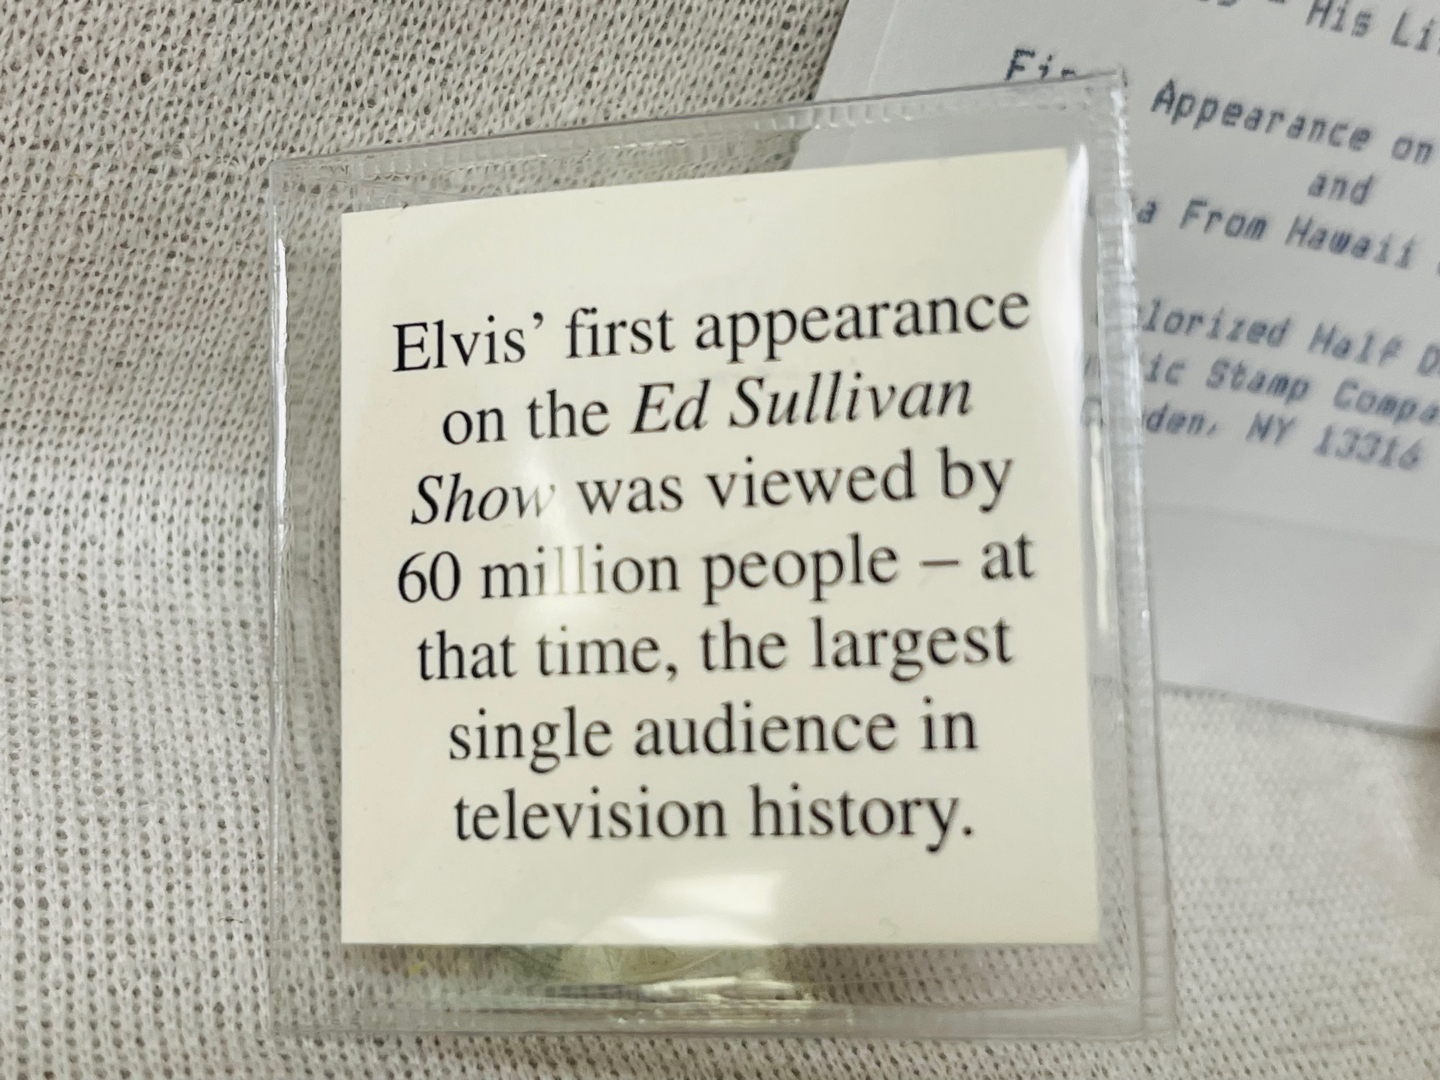 Elvis’ first appearance
on the Ed Sullivan
Show was viewed by
60 million people – at
that time, the largest
single audience in
television history.
- His
Appearance on
and
From Hawaii
Half
Stamp
NY 13316